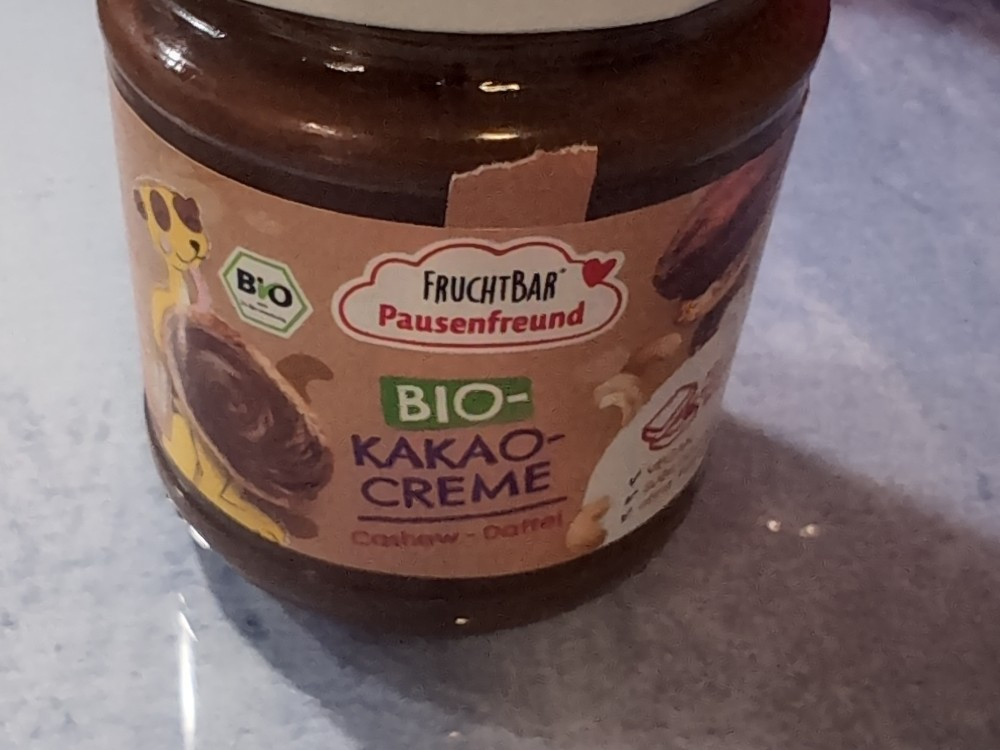 BIO
FRUCHTBAR
Pausenfreund
BIO-
KAKAO-
CREME
Cashew - Dattel